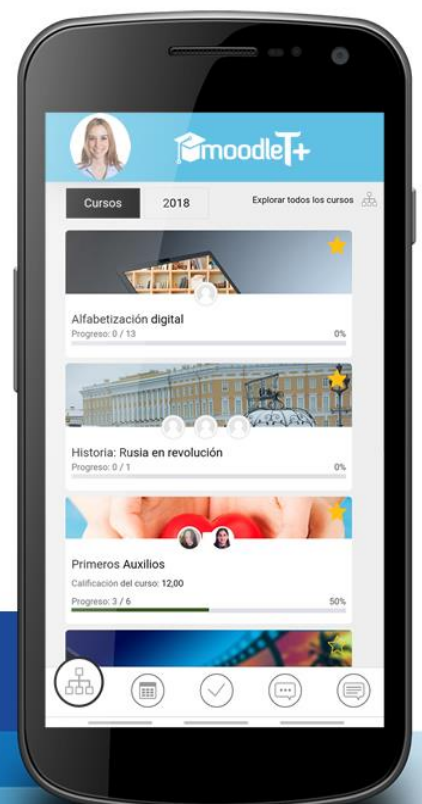 moodleT+
Cursos
2018
Explorar todos los cursos
Alfabetización digital
Progreso: 0 / 13
0%
Historia: Rusia en revolución
Progreso: 0 / 1
0%
Primeros Auxilios
Calificación del curso: 12,00
Progreso: 3 / 6
50%